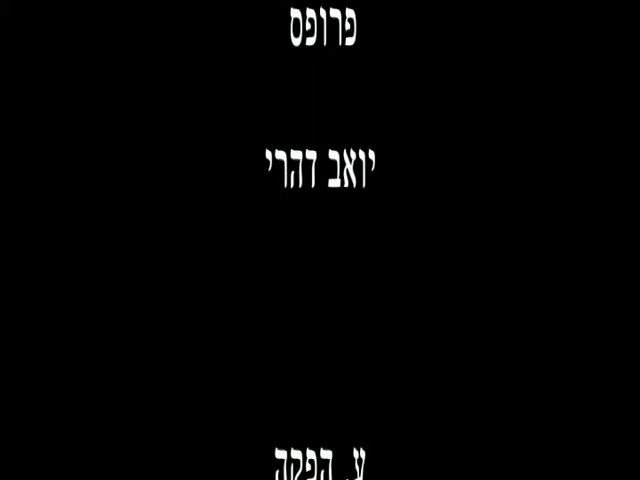 פרופס
יואב דהרי
ע. הפקה